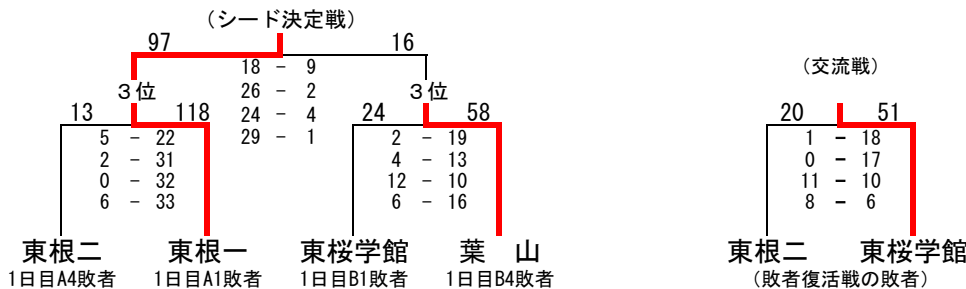 (シード決定戦)
97 16
18 - 9
(交流戦)
26 - 2
3位 3位
24 - 4
13 118 29 - 1 24 58 20 51
5 - 22 2 - 19 1 - 18
2 - 31 4 - 13 0 - 17
0 - 32 12 - 10 11 - 10
6 - 33 6 - 16 8 - 6
東根二 東根一 東桜学館 葉 山 東根二 東桜学館
1日目A4敗者 1日目A1敗者 1日目B1敗者 1日目B4敗者 (敗者復活戦の敗者)